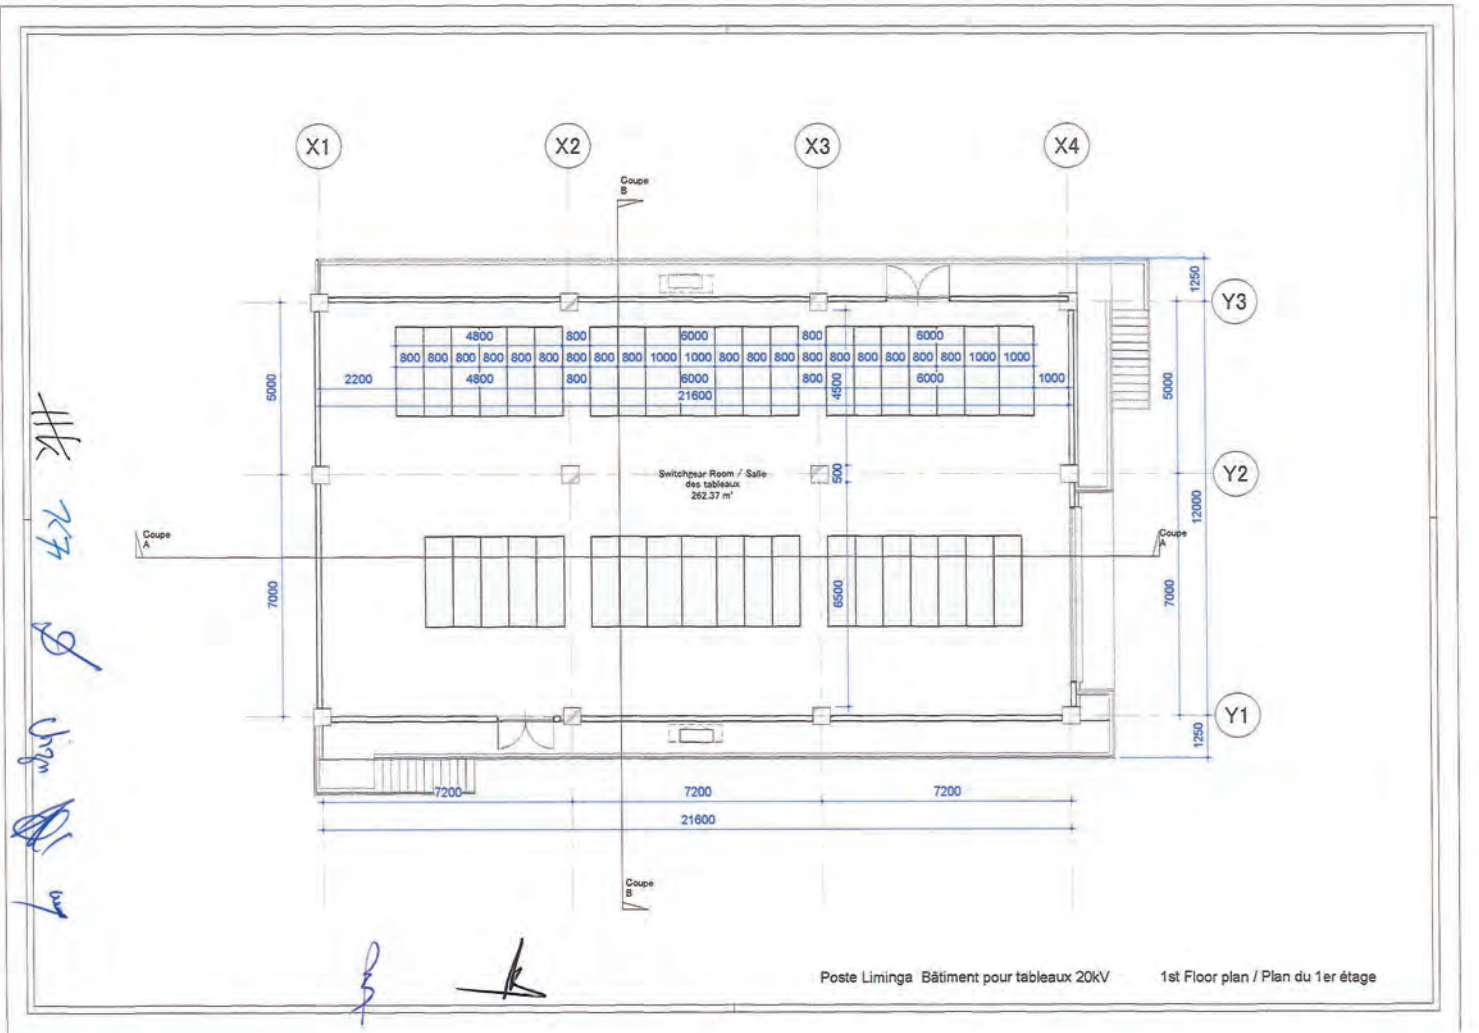 X1 X2 X3 X4
Coupe
B
1250
Y3
4800 800 6000 800 6000
800 800 800 800 800 800 800 800 800 1000 1000 800 800 800 800 800 800 800 800 800 1000 1000
2200 4800 800 6000 800 6000 1000
21600
5000
4500
5000
Switchgear Room / Salle
des tableaux
262.37 m²
500
Y2
12000
Coupe
A
Coupe
A
7000
6500
7000
Y1
1250
7200 7200 7200
21600
Coupe
B
Poste Liminga Bâtiment pour tableaux 20kV 1st Floor plan / Plan du 1er étage